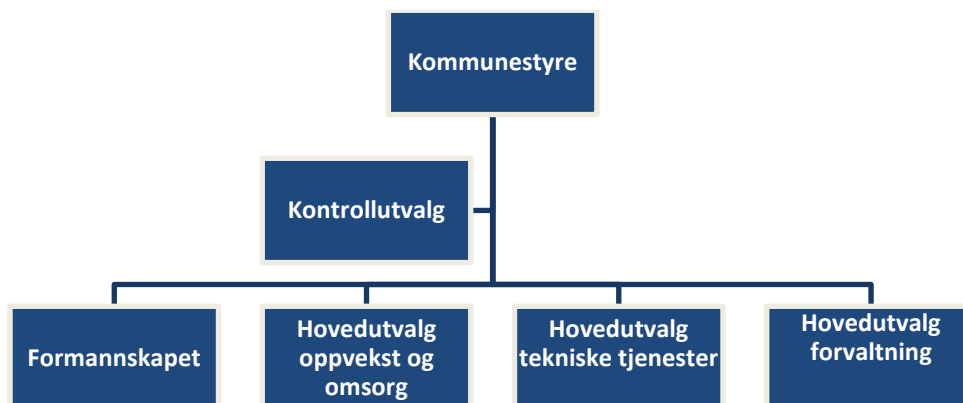 Kommunestyre
Kontrollutvalg
Formannskapet
Hovedutvalg
oppvekst og
omsorg
Hovedutvalg
tekniske tjenester
Hovedutvalg
forvaltning